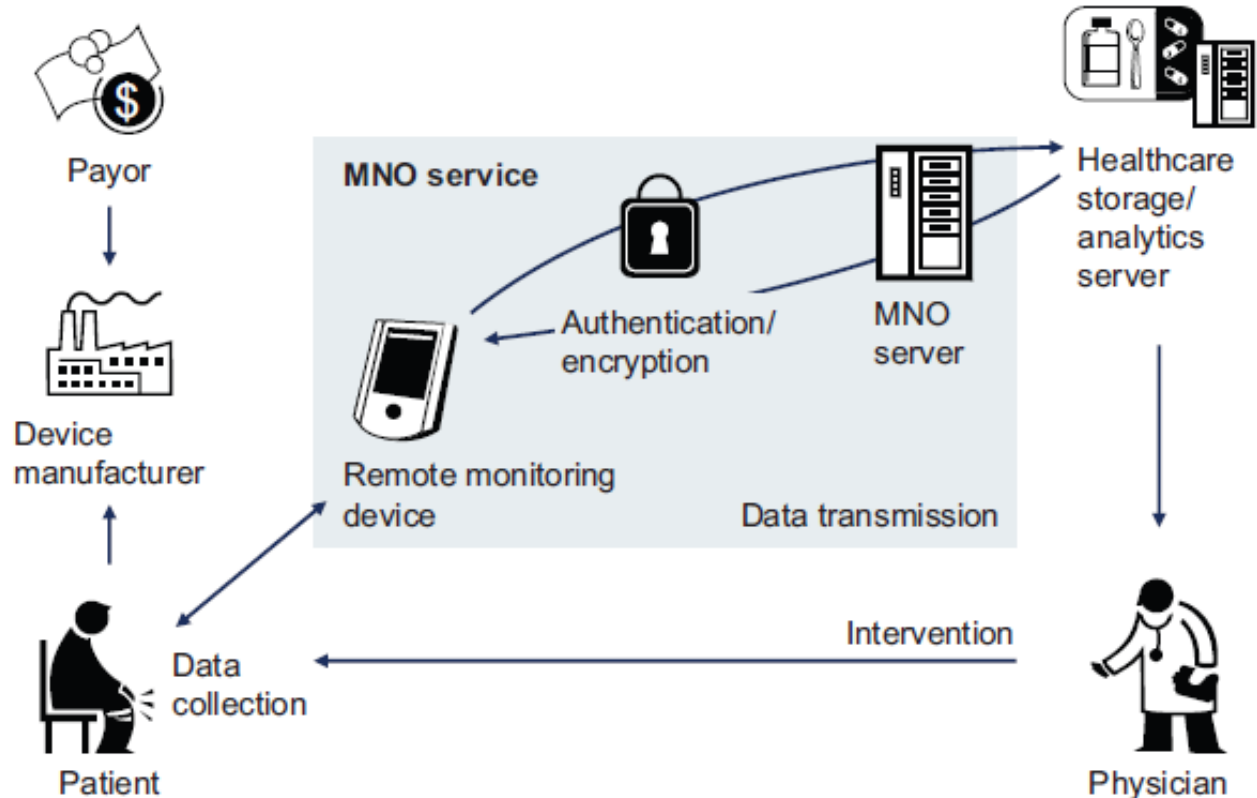 $
Payor
Device
manufacturer
MNO service
Authentication/
encryption
MNO
server
Remote monitoring
device
Data transmission
Healthcare
storage/
analytics
server
Data
collection
Intervention
Patient
Physician